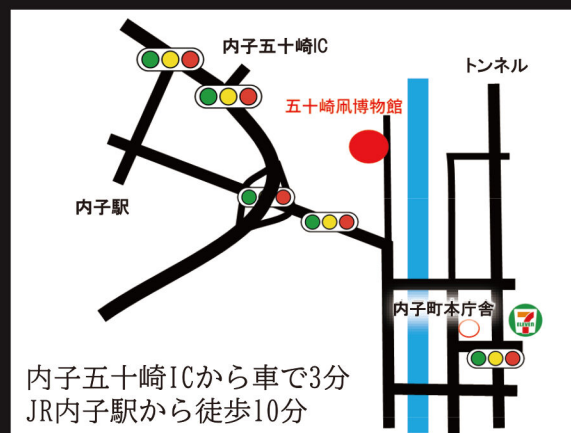 内子五十崎IC
トンネル
五十崎凧博物館
内子駅
内子町本庁舎
7
ELEVEN
内子五十崎ICから車で3分
JR内子駅から徒歩10分